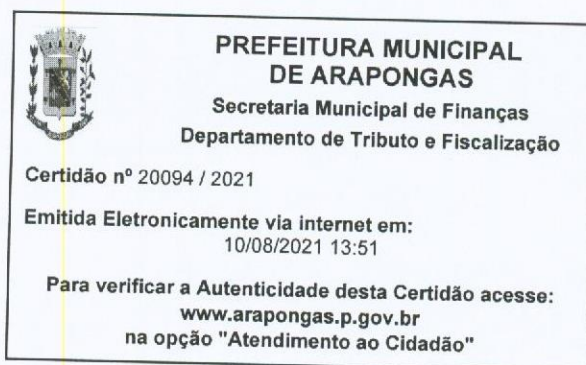 PREFEITURA MUNICIPAL
DE ARAPONGAS
Secretaria Municipal de Finanças
Departamento de Tributo e Fiscalização
Certidão nº 20094 / 2021
Emitida Eletronicamente via internet em:
10/08/2021 13:51
Para verificar a Autenticidade desta Certidão acesse:
www.arapongas.p.gov.br
na opção "Atendimento ao Cidadão"